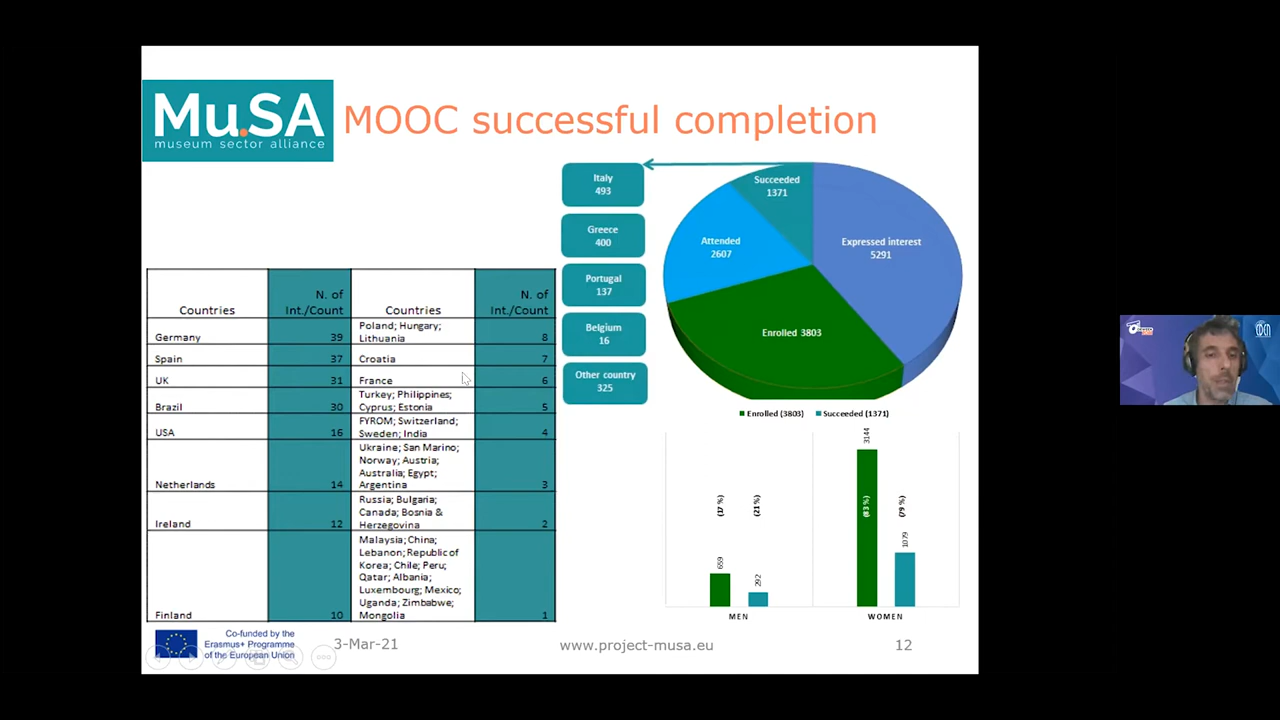 Mu.SA
museum sector alliance
MOOC successful completion
Italy
493
Greece
400
Portugal
137
Belgium
16
Other country
325
Succeeded
1371
Attended
2607
Expressed interest
5291
Enrolled 3803
Countries
N. of
Int./Count
Countries
N. of
Int./Count
Germany
39
Poland; Hungary;
Lithuania
8
Spain
37
Croatia
7
UK
31
France
6
Brazil
30
Turkey; Philippines;
Cyprus; Estonia
5
USA
16
FYROM; Switzerland;
Sweden; India
4
Netherlands
14
Ukraine; San Marino;
Norway; Austria;
Australia; Egypt;
Argentina
3
Ireland
12
Russia; Bulgaria;
Canada; Bosnia &
Herzegovina
2
Finland
10
Malaysia; China;
Lebanon; Republic of
Korea; Chile; Peru;
Qatar; Albania;
Luxembourg; Mexico;
Uganda; Zimbabwe;
Mongolia
1
Enrolled (3803)
Succeeded (1371)
659
(17 %)
292
(21%)
3144
(83 %)
1079
(79 %)
MEN
WOMEN
Co-funded by the
Erasmus+ Programme
of the European Union
3-Mar-21
www.project-musa.eu
12